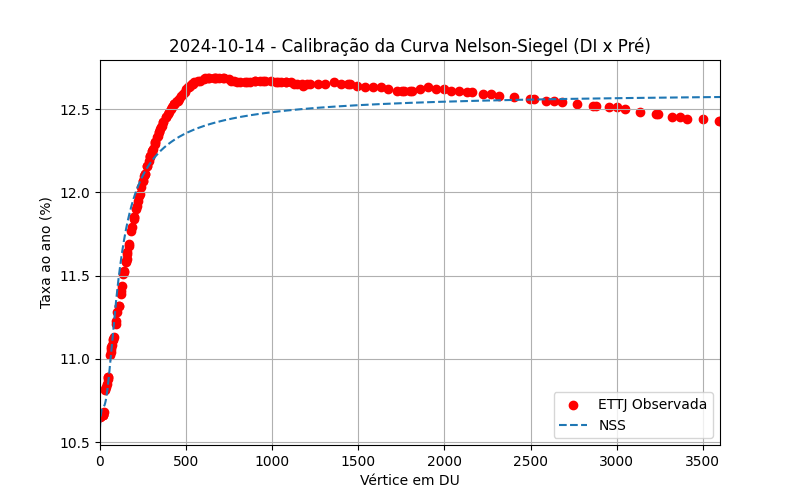 2024-10-14 - Calibração da Curva Nelson-Siegel (DI x Pré)
Taxa ao ano (%)
12.5
12.0
11.5
11.0
10.5
0 500 1000 1500 2000 2500 3000 3500
Vértice em DU
ETTJ Observada
NSS